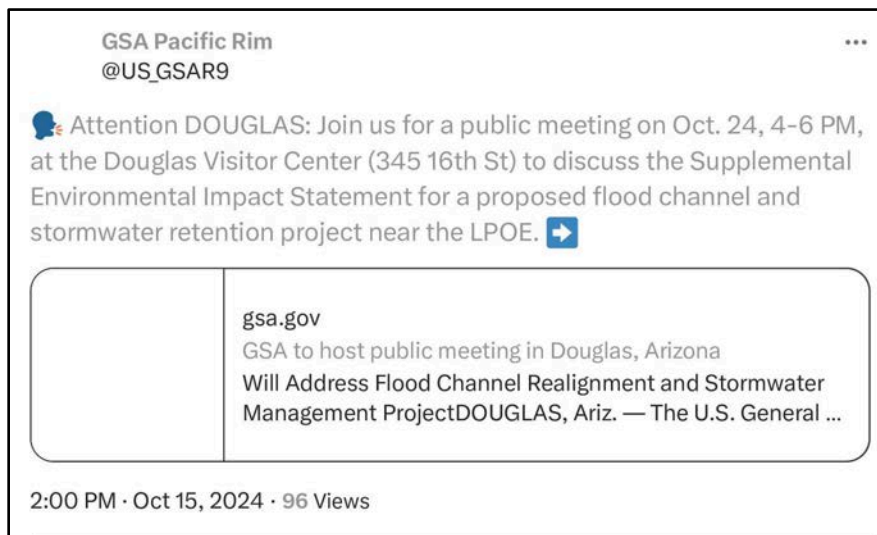 GSA Pacific Rim
@US_GSAR9
Attention DOUGLAS: Join us for a public meeting on Oct. 24, 4-6 PM,
at the Douglas Visitor Center (345 16th St) to discuss the Supplemental
Environmental Impact Statement for a proposed flood channel and
stormwater retention project near the LPOE.
gsa.gov
GSA to host public meeting in Douglas, Arizona
Will Address Flood Channel Realignment and Stormwater
Management ProjectDOUGLAS, Ariz. — The U.S. General ...
2:00 PM · Oct 15, 2024 · 96 Views